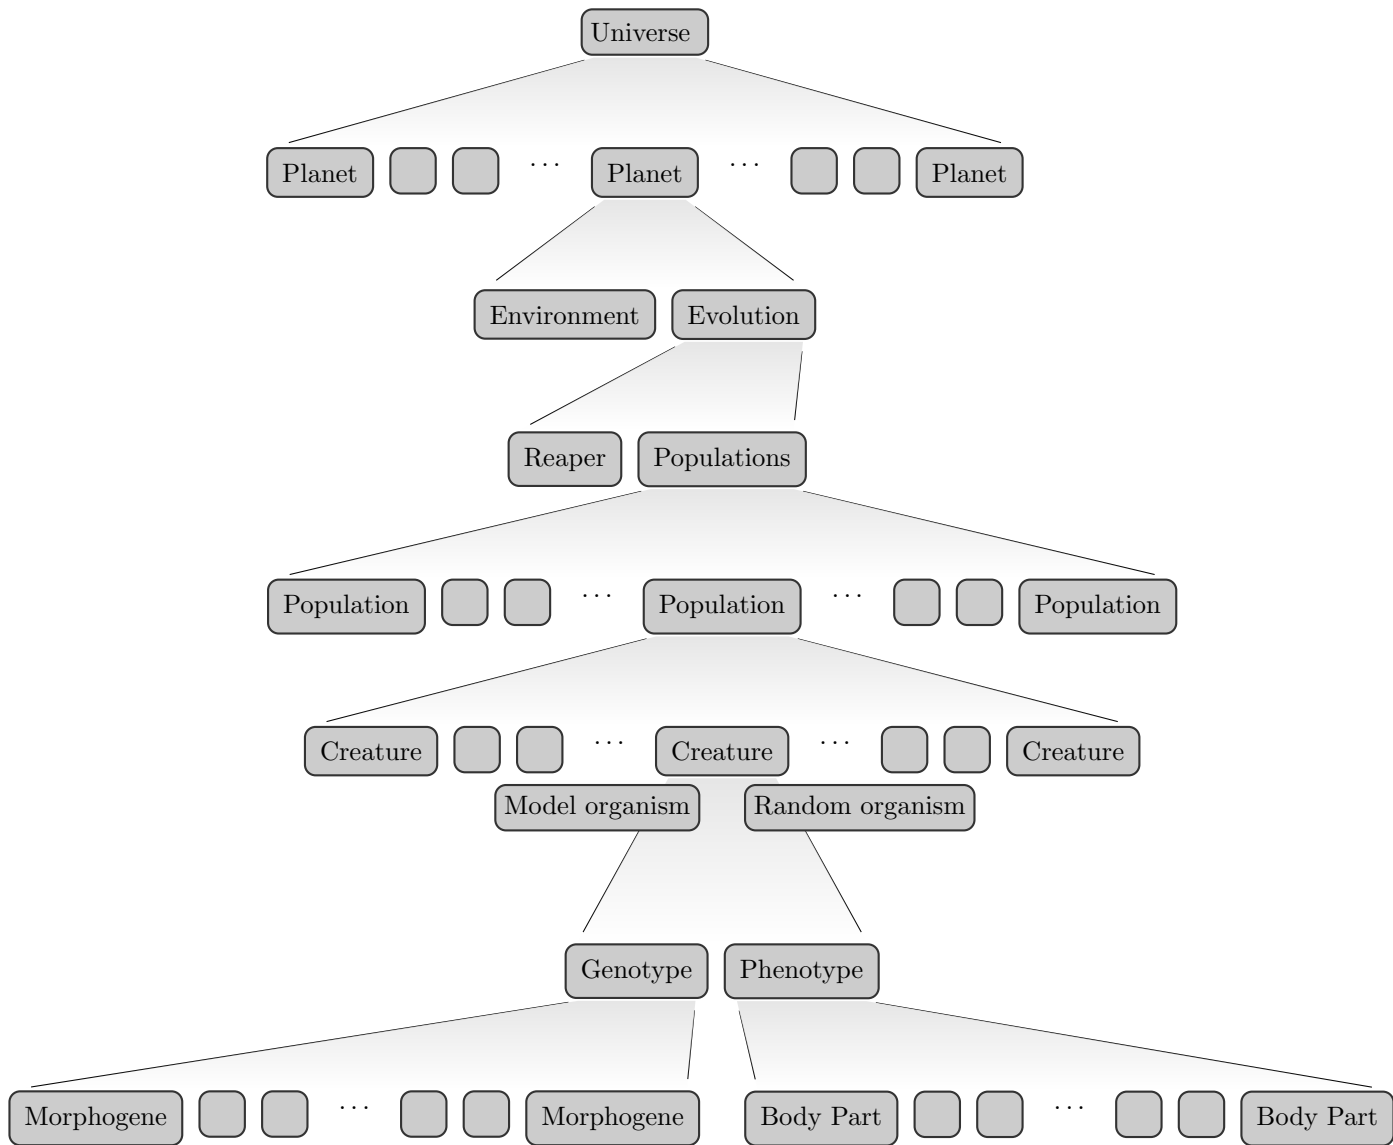 Universe
Planet ... Planet ... Planet
Environment Evolution
Reaper Populations
Population ... Population ... Population
Creature ... Creature ... Creature
Model organism Random organism
Genotype Phenotype
Morphogene ... Morphogene Body Part ... Body Part